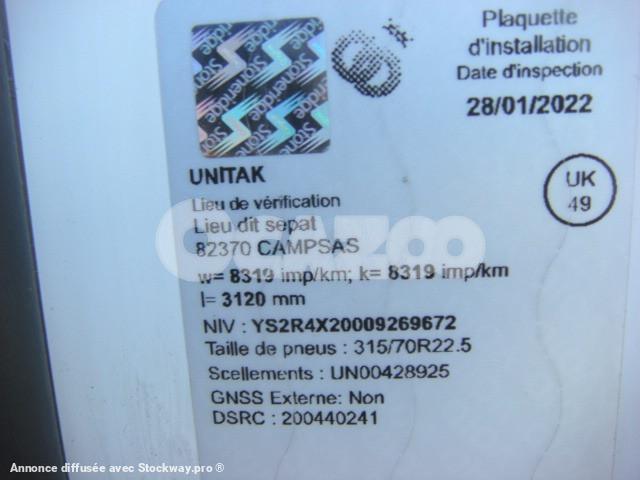 Plaquette
d'installation
Date d'inspection
28/01/2022
Stoneridge
UNITAK
UK
49
Lieu de vérification
Lieu dit sepat
82370 CAMPSAS
OCAZOO
w= 8319 imp/km; k= 8319 imp/km
l= 3120 mm
NIV : YS2R4X20009269672
Taille de pneus : 315/70R22.5
Scellements : UN00428925
GNSS Externe: Non
DSRC : 200440241
Annonce diffusée avec Stockway.pro ®